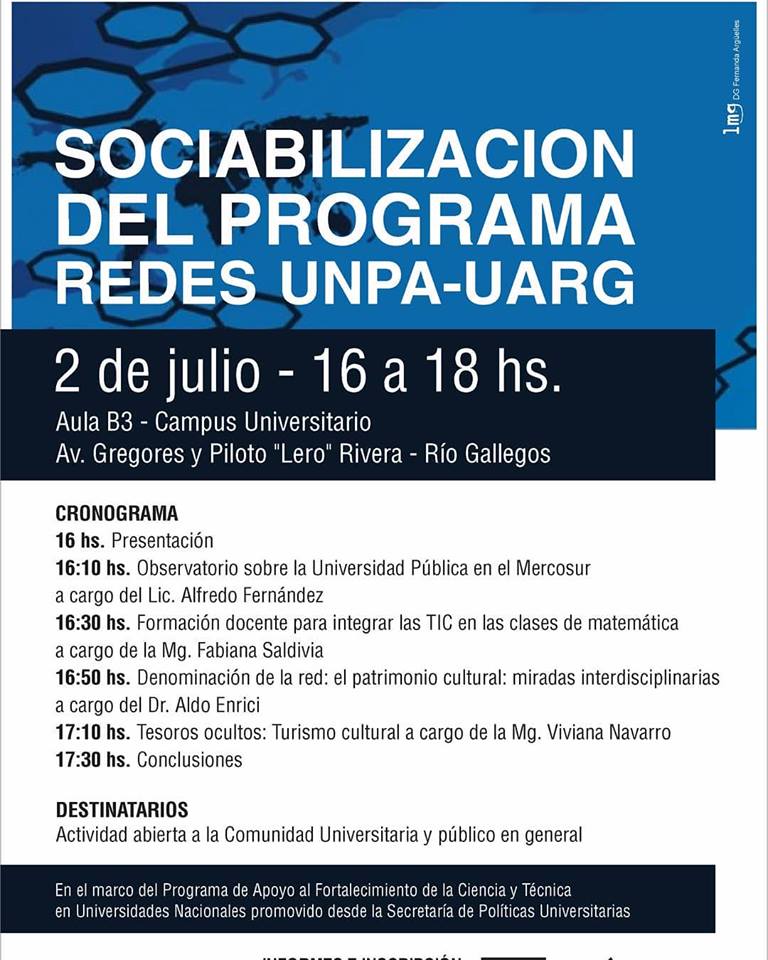 lmg DG Fernanda Argüelles
SOCIABILIZACION
DEL PROGRAMA
REDES UNPA-UARG
2 de julio - 16 a 18 hs.
Aula B3 - Campus Universitario
Av. Gregores y Piloto "Lero" Rivera - Río Gallegos
CRONOGRAMA
16 hs. Presentación
16:10 hs. Observatorio sobre la Universidad Pública en el Mercosur
a cargo del Lic. Alfredo Fernández
16:30 hs. Formación docente para integrar las TIC en las clases de matemática
a cargo de la Mg. Fabiana Saldivia
16:50 hs. Denominación de la red: el patrimonio cultural: miradas interdisciplinarias
a cargo del Dr. Aldo Enrici
17:10 hs. Tesoros ocultos: Turismo cultural a cargo de la Mg. Viviana Navarro
17:30 hs. Conclusiones
DESTINATARIOS
Actividad abierta a la Comunidad Universitaria y público en general
En el marco del Programa de Apoyo al Fortalecimiento de la Ciencia y Técnica
en Universidades Nacionales promovido desde la Secretaría de Políticas Universitarias